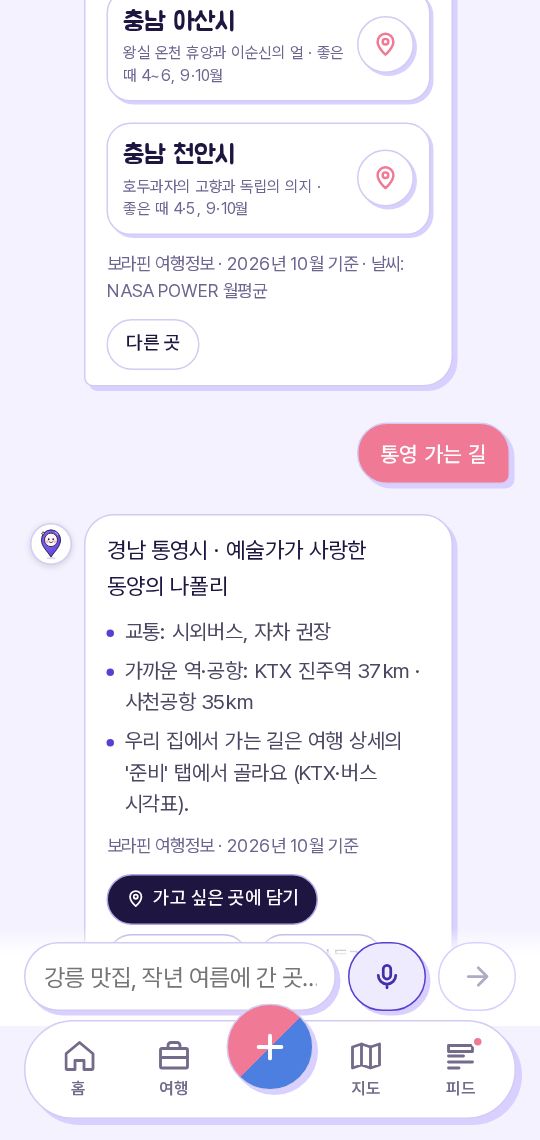 충남 아산시
왕실 온천 휴양과 이순신의 얼 · 좋은
때 4~6, 9·10월
충남 천안시
호두과자의 고향과 독립의 의지 ·
좋은 때 4·5, 9·10월
보라핀 여행정보 · 2026년 10월 기준 · 날씨:
NASA POWER 월평균
다른 곳
통영 가는 길
경남 통영시 · 예술가가 사랑한
동양의 나폴리
교통: 시외버스, 자차 권장
가까운 역·공항: KTX 진주역 37km ·
사천공항 35km
우리 집에서 가는 길은 여행 상세의
'준비' 탭에서 골라요 (KTX·버스
시각표).
보라핀 여행정보 · 2026년 10월 기준
가고 싶은 곳에 담기
강릉 맛집, 작년 여름에 간 곳...
홈 여행 지도 피드